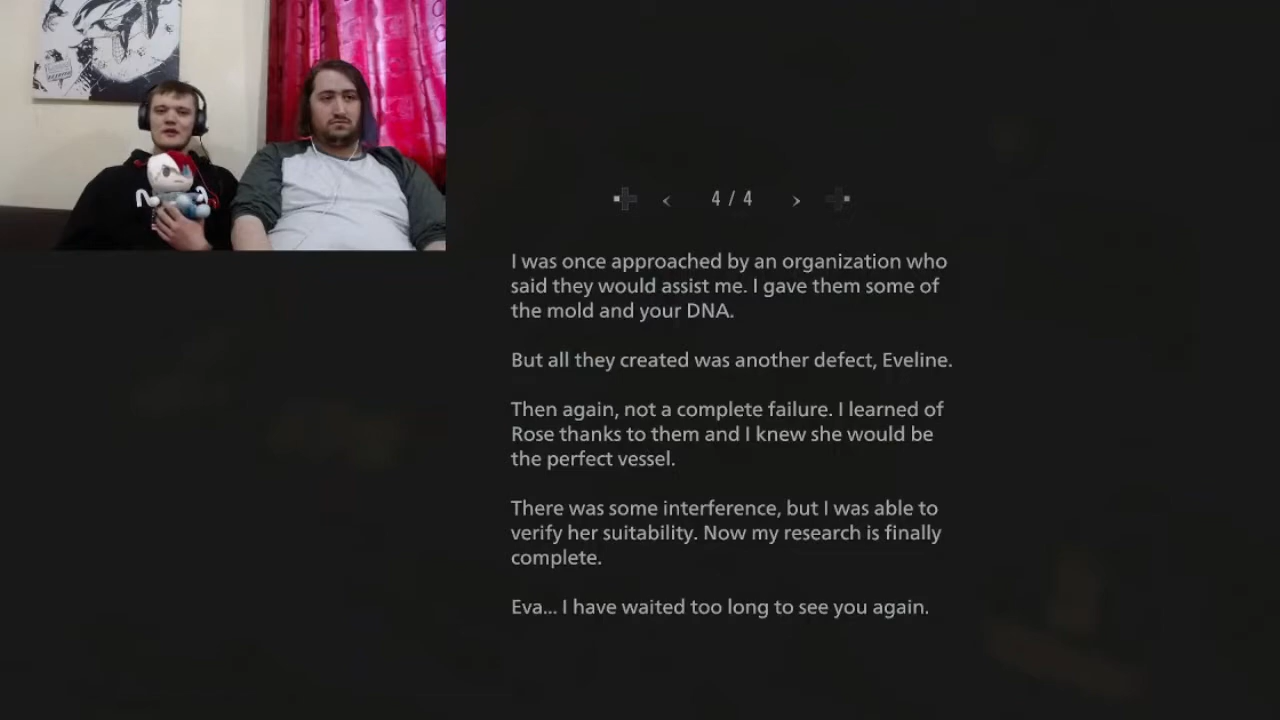 4 / 4
I was once approached by an organization who
said they would assist me. I gave them some of
the mold and your DNA.
But all they created was another defect, Eveline.
Then again, not a complete failure. I learned of
Rose thanks to them and I knew she would be
the perfect vessel.
There was some interference, but I was able to
verify her suitability. Now my research is finally
complete.
Eva... I have waited too long to see you again.